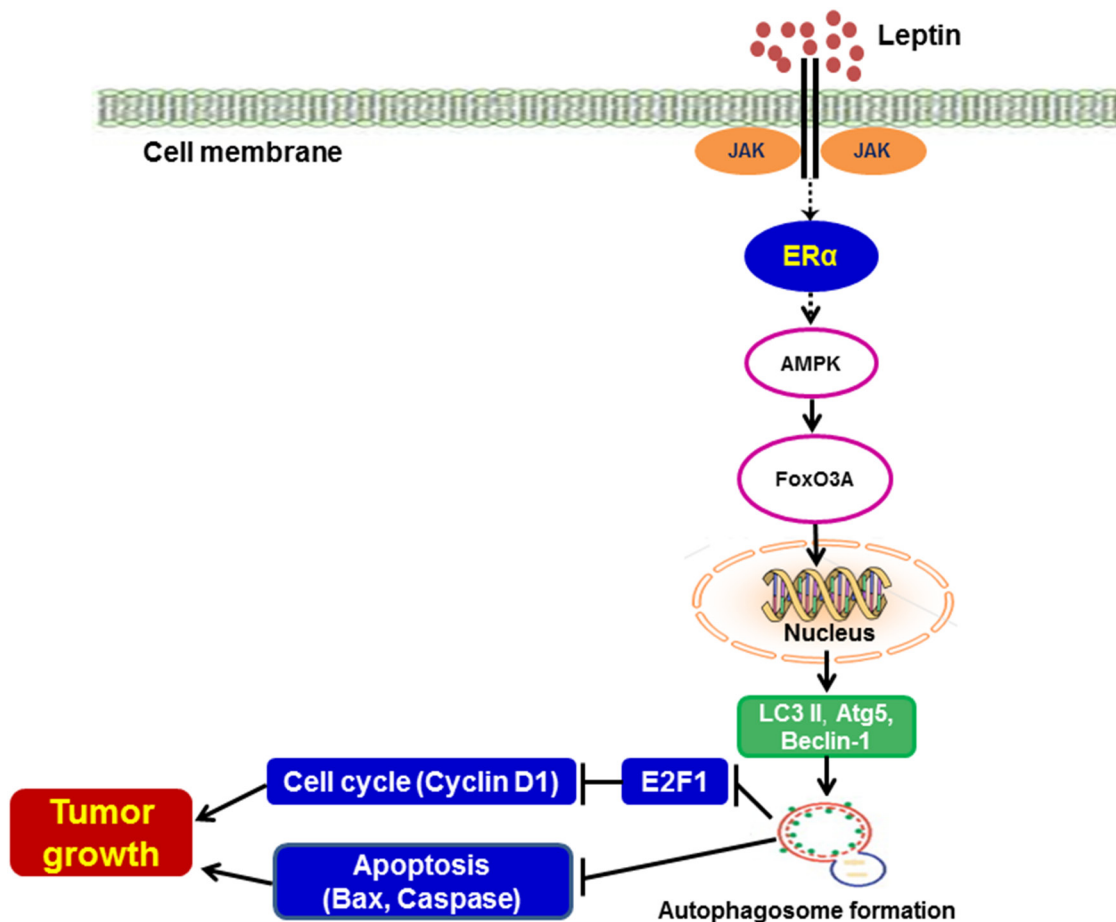 Leptin
Cell membrane
JAK
JAK
ERα
AMPK
FoxO3A
Nucleus
LC3 II, Atg5,
Beclin-1
Cell cycle (Cyclin D1)
E2F1
Tumor
growth
Apoptosis
(Bax, Caspase)
Autophagosome formation